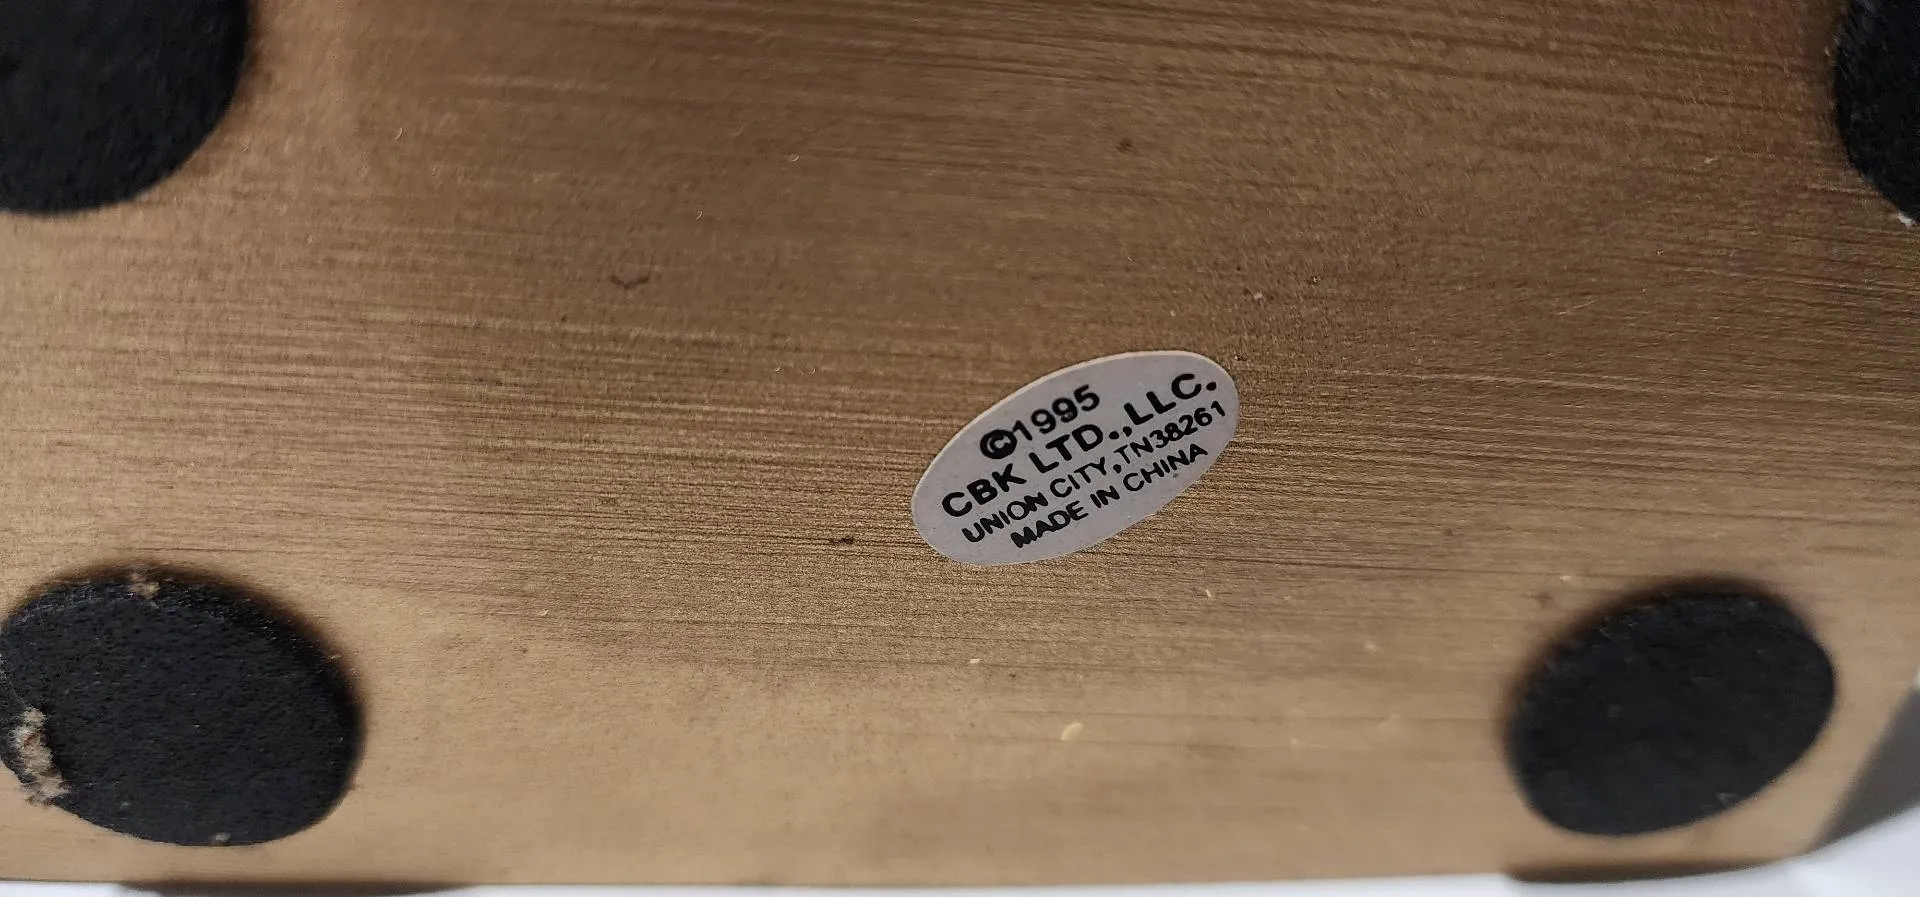 ©1995
CBK LTD.,LLC.
UNION CITY,TN38261
MADE IN CHINA